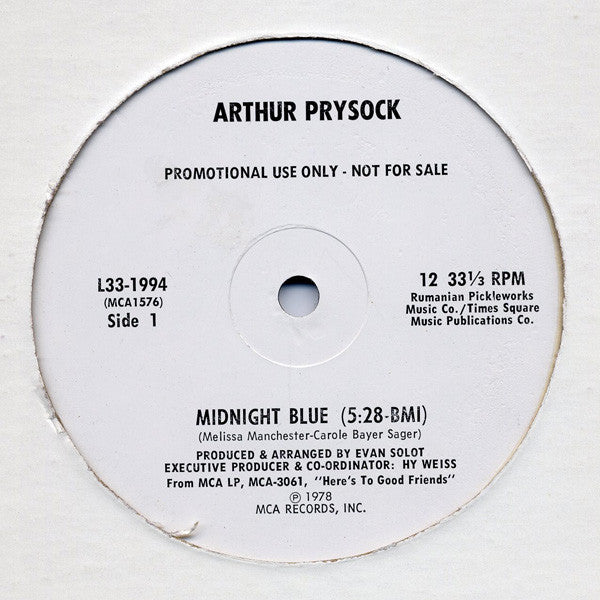 ARTHUR PRYSOCK
PROMOTIONAL USE ONLY - NOT FOR SALE
L33-1994
(MCA1576)
Side 1
12 33⅓ RPM
Rumanian Pickleworks
Music Co./Times Square
Music Publications Co.
MIDNIGHT BLUE (5:28-BMI)
(Melissa Manchester-Carole Bayer Sager)
PRODUCED & ARRANGED BY EVAN SOLOT
EXECUTIVE PRODUCER & CO-ORDINATOR: HY WEISS
From MCA LP, MCA-3061, "Here's To Good Friends"
℗ 1978
MCA RECORDS, INC.